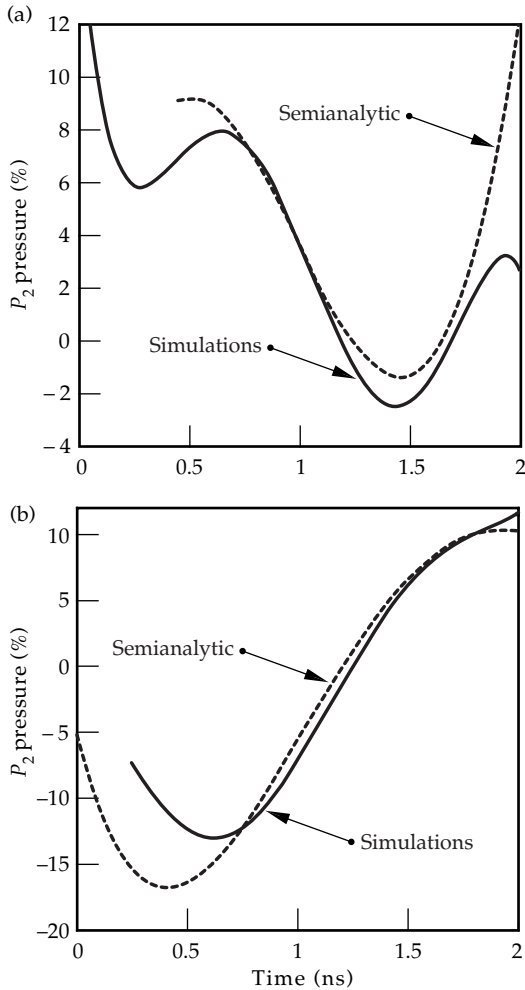 (a)
12
10
8
6
4
2
0
− 2
− 4
P2 pressure (%)
Semianalytic
Simulations
0 0.5 1 1.5 2
(b)
10
5
0
− 5
−10
−15
−20
P2 pressure (%)
Semianalytic
Simulations
0 0.5 1 1.5 2
Time (ns)